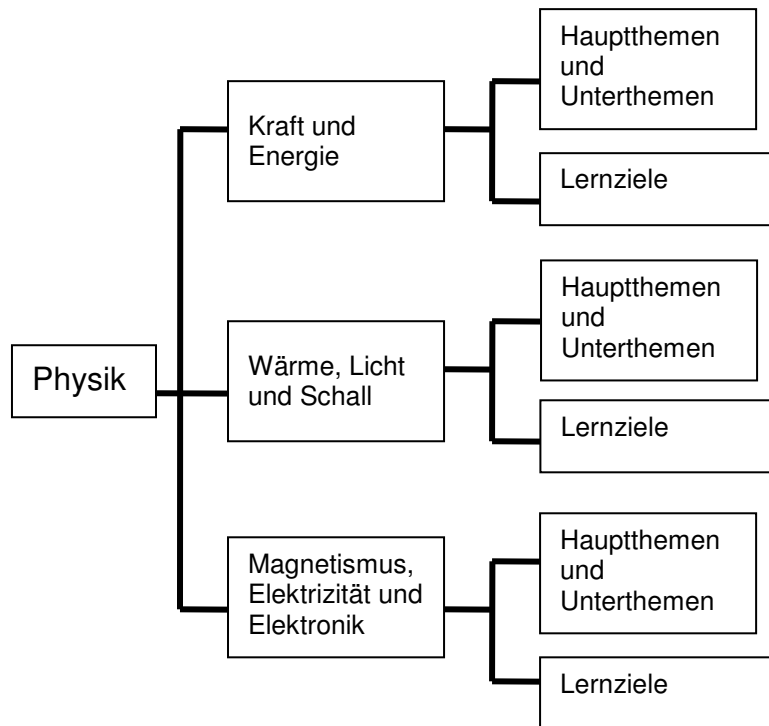 Physik
Kraft und
Energie
Hauptthemen
und
Unterthemen
Lernziele
Wärme, Licht
und Schall
Hauptthemen
und
Unterthemen
Lernziele
Magnetismus,
Elektrizität und
Elektronik
Hauptthemen
und
Unterthemen
Lernziele